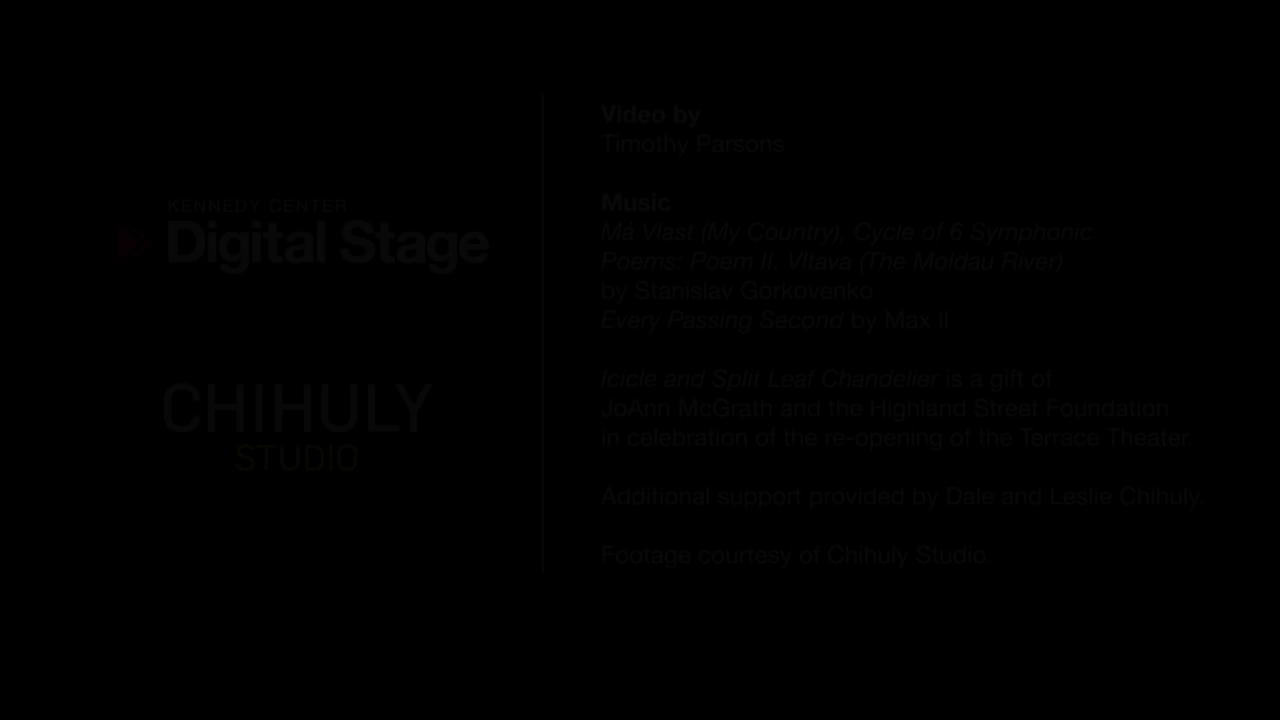 KENNEDY CENTER
Digital Stage
CHIHULY
STUDIO
Video by
Timothy Parsons
Music
Má Vlast (My Country), Cycle of 6 Symphonic
Poems: Poem II. Vltava (The Moldau River)
by Stanislav Gorkovenko
Every Passing Second by Max II
Icicle and Split Leaf Chandelier is a gift of
JoAnn McGrath and the Highland Street Foundation
in celebration of the re-opening of the Terrace Theater.
Additional support provided by Dale and Leslie Chihuly.
Footage courtesy of Chihuly Studio.